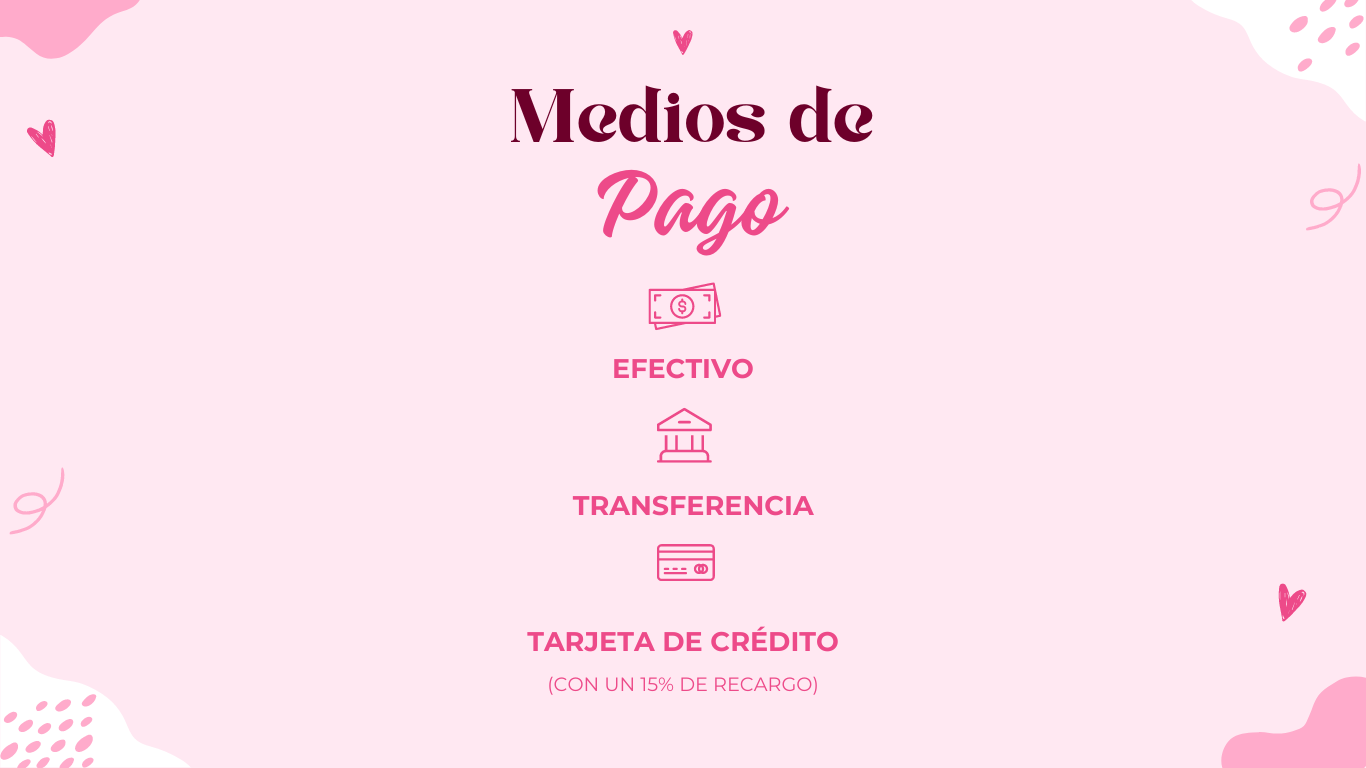 Medios de
Pago
EFECTIVO
TRANSFERENCIA
TARJETA DE CRÉDITO
(CON UN 15% DE RECARGO)